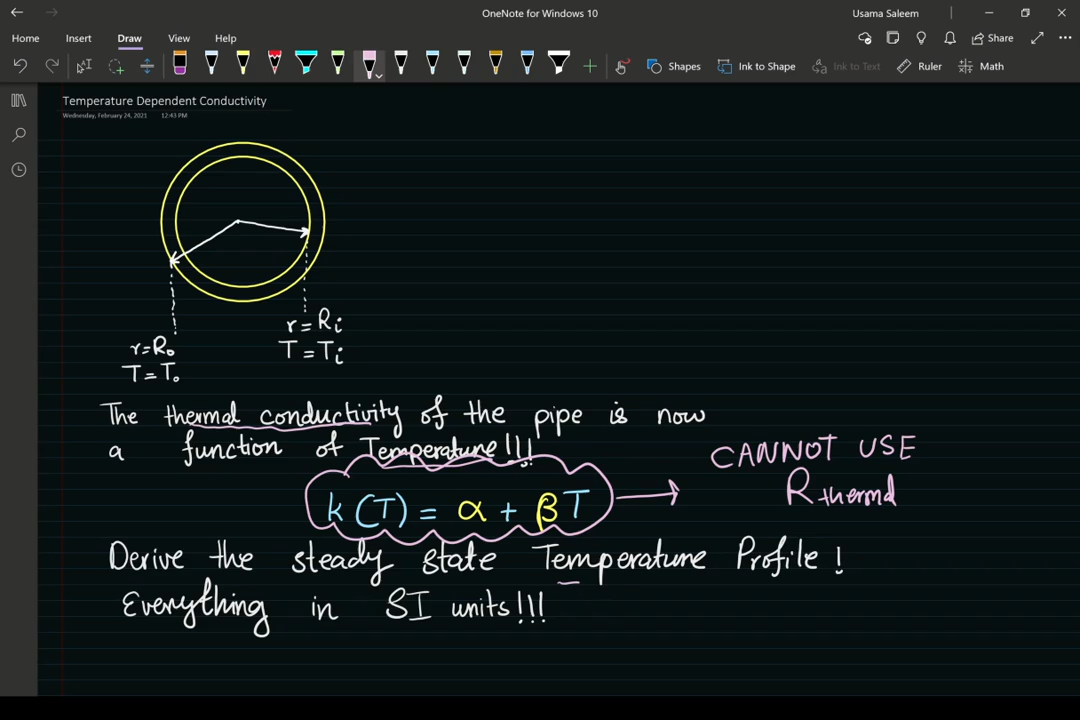 OneNote for Windows 10
Usama Saleem
Home Insert Draw View Help
Share
Shapes Ink to Shape Ink to Text Ruler Math
Temperature Dependent Conductivity
Wednesday, February 24, 2021 12:43 PM
r=Ri
T=Ti
r=Ro
T=To
The thermal conductivity of the pipe is now
a function of Temperature!!!
CANNOT USE
R thermal
k(T) = α + βT
Derive the steady state Temperature Profile!
Everything in SI units!!!